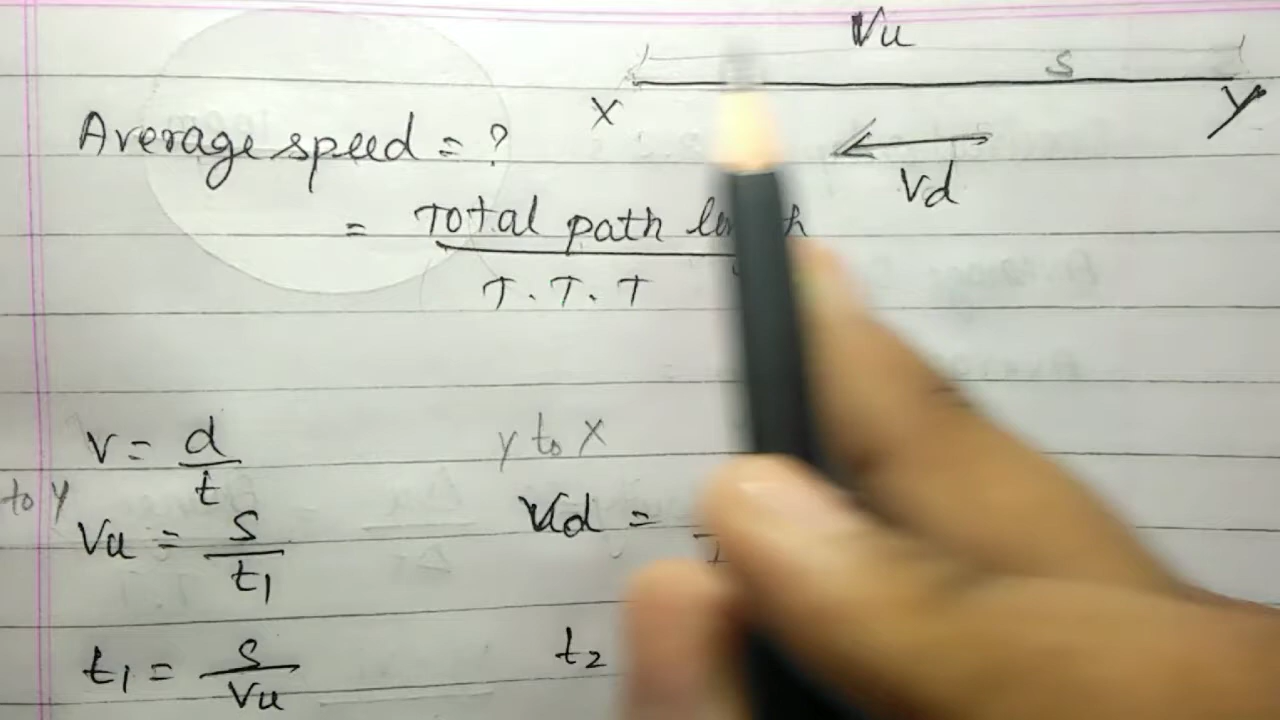 Vu
S
X Y
Average speed = ?
Vd
= Total path
T.T.T
V = d/t
y to X
to y
Vu = S/t1
Vd =
t1 = S/Vu
t2